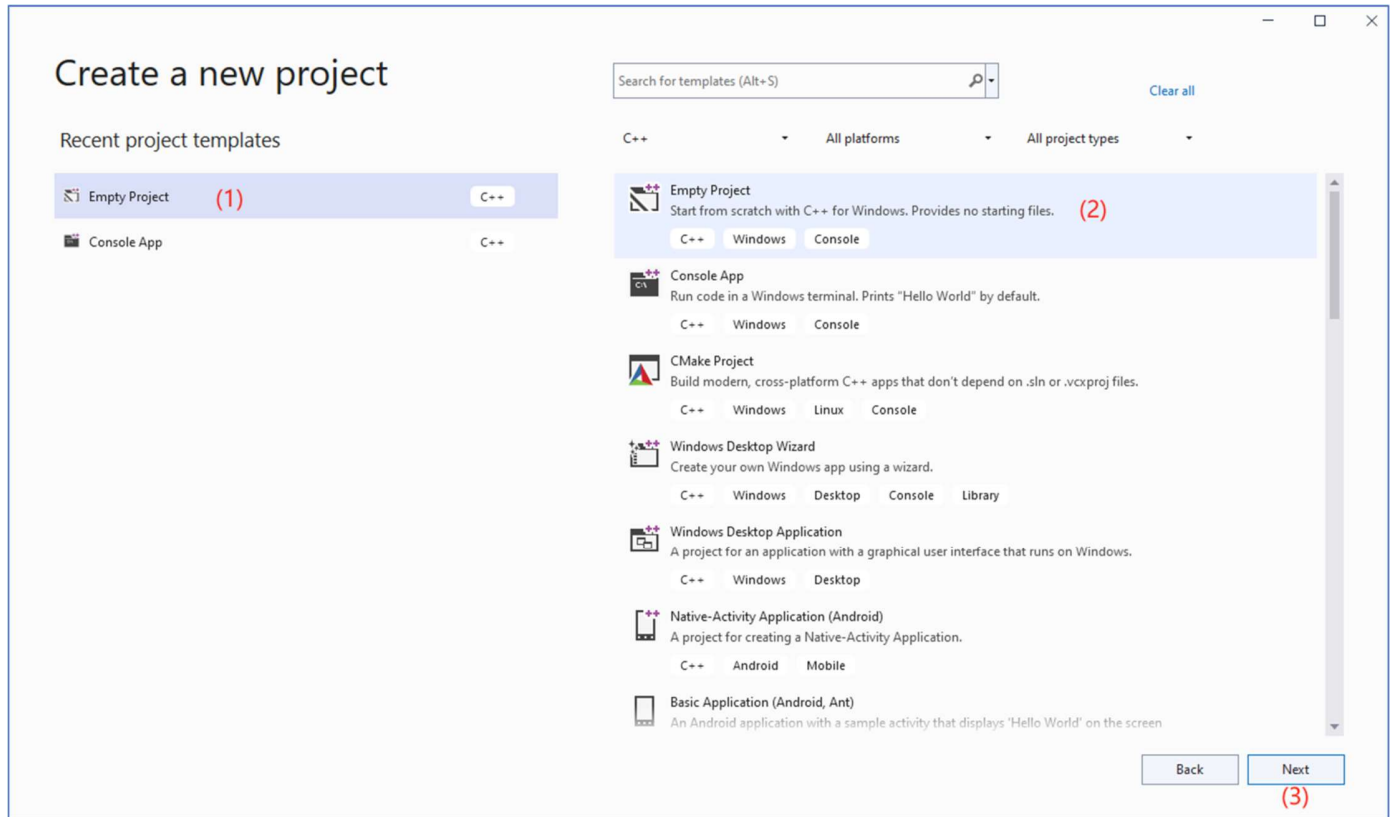 Create a new project
Search for templates (Alt+S)
Clear all
Recent project templates
C++ All platforms All project types
Empty Project (1) C++
Console App C++
Empty Project
Start from scratch with C++ for Windows. Provides no starting files. (2)
C++ Windows Console
Console App
Run code in a Windows terminal. Prints "Hello World" by default.
C++ Windows Console
CMake Project
Build modern, cross-platform C++ apps that don't depend on .sln or .vcxproj files.
C++ Windows Linux Console
Windows Desktop Wizard
Create your own Windows app using a wizard.
C++ Windows Desktop Console Library
Windows Desktop Application
A project for an application with a graphical user interface that runs on Windows.
C++ Windows Desktop
Native-Activity Application (Android)
A project for creating a Native-Activity Application.
C++ Android Mobile
Basic Application (Android, Ant)
An Android application with a sample activity that displays 'Hello World' on the screen
Back Next
(3)